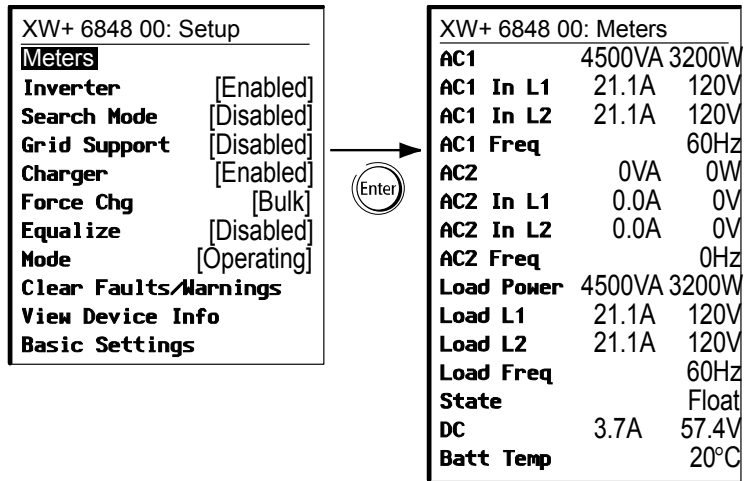 XW+ 6848 00: Setup
Meters
Inverter [Enabled]
Search Mode [Disabled]
Grid Support [Disabled]
Charger [Enabled]
Force Chg [Bulk]
Equalize [Disabled]
Mode [Operating]
Clear Faults/Warnings
View Device Info
Basic Settings
Enter
XW+ 6848 00: Meters
AC1 4500VA 3200W
AC1 In L1 21.1A 120V
AC1 In L2 21.1A 120V
AC1 Freq 60Hz
AC2 0VA 0W
AC2 In L1 0.0A 0V
AC2 In L2 0.0A 0V
AC2 Freq 0Hz
Load Power 4500VA 3200W
Load L1 21.1A 120V
Load L2 21.1A 120V
Load Freq 60Hz
State Float
DC 3.7A 57.4V
Batt Temp 20°C